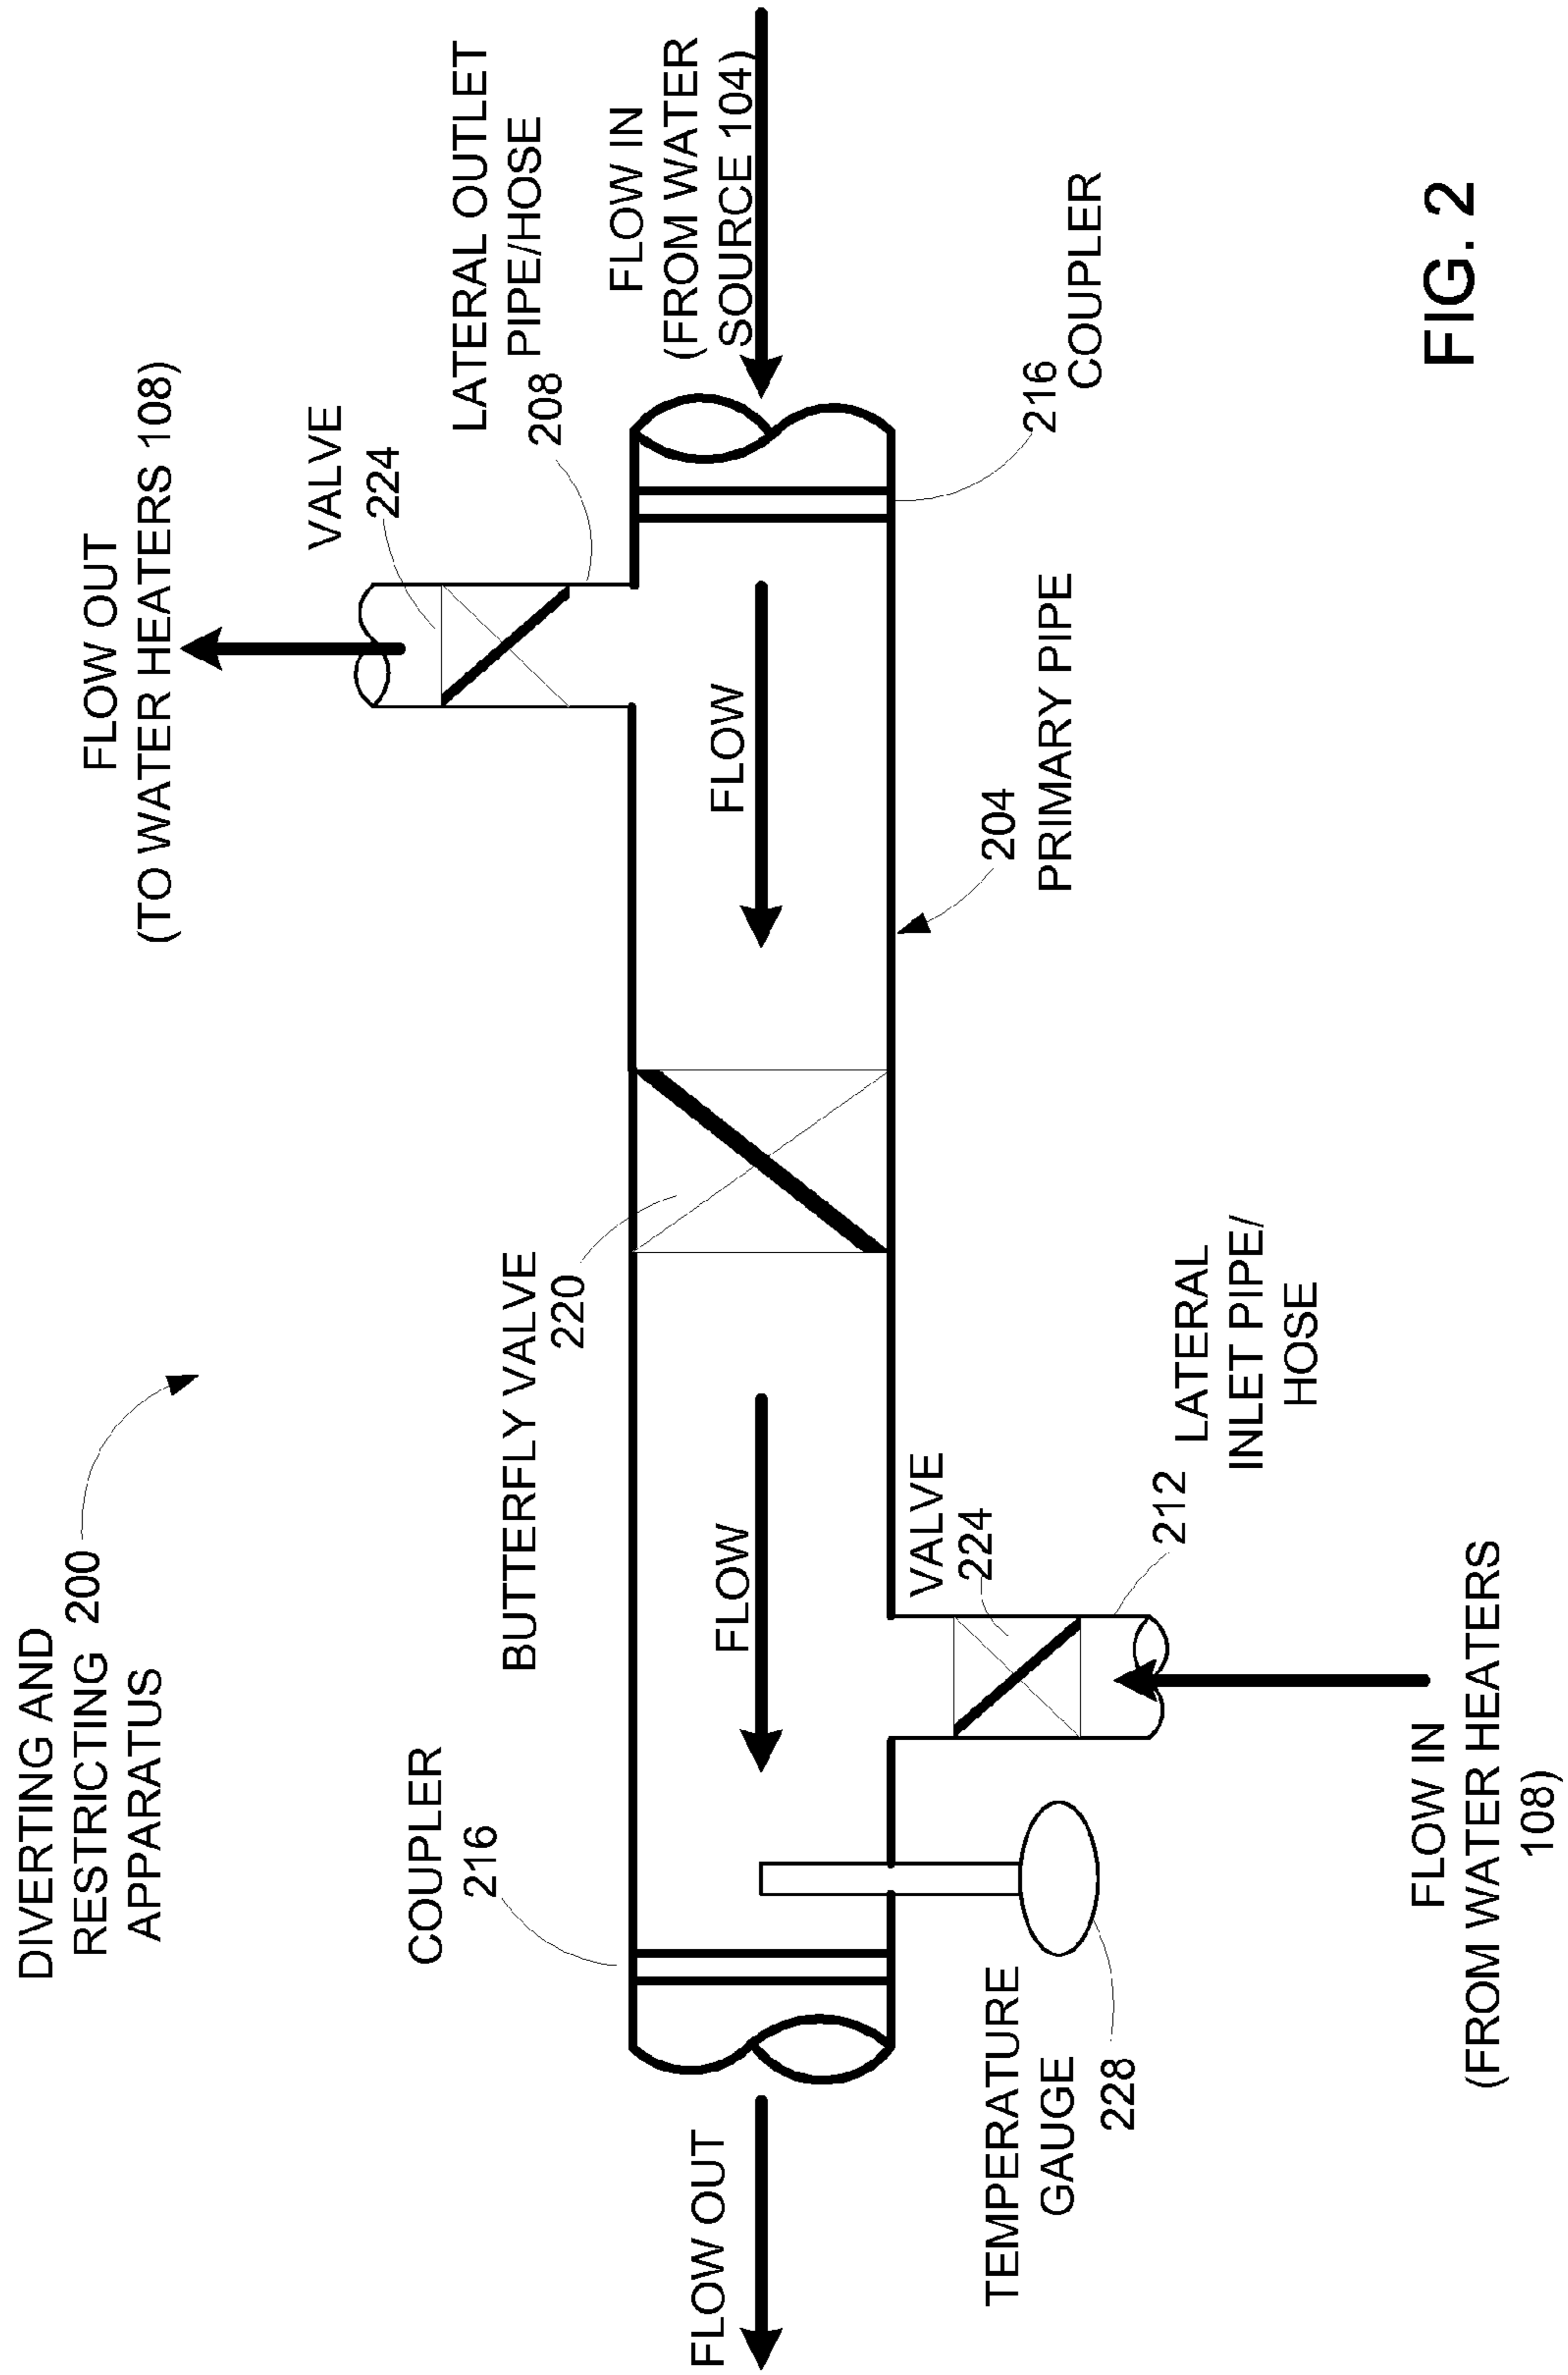 DIVERTING AND
RESTRICTING 200
APPARATUS
FLOW OUT
(TO WATER HEATERS 108)
VALVE
224
LATERAL OUTLET
PIPE/HOSE
208
FLOW IN
(FROM WATER
SOURCE 104)
COUPLER
216
BUTTERFLY VALVE
220
216
COUPLER
FLOW
FLOW
FLOW OUT
204
PRIMARY PIPE
VALVE
224
212
LATERAL
INLET PIPE/
HOSE
TEMPERATURE
GAUGE
228
FLOW IN
(FROM WATER HEATERS
108)
FIG. 2